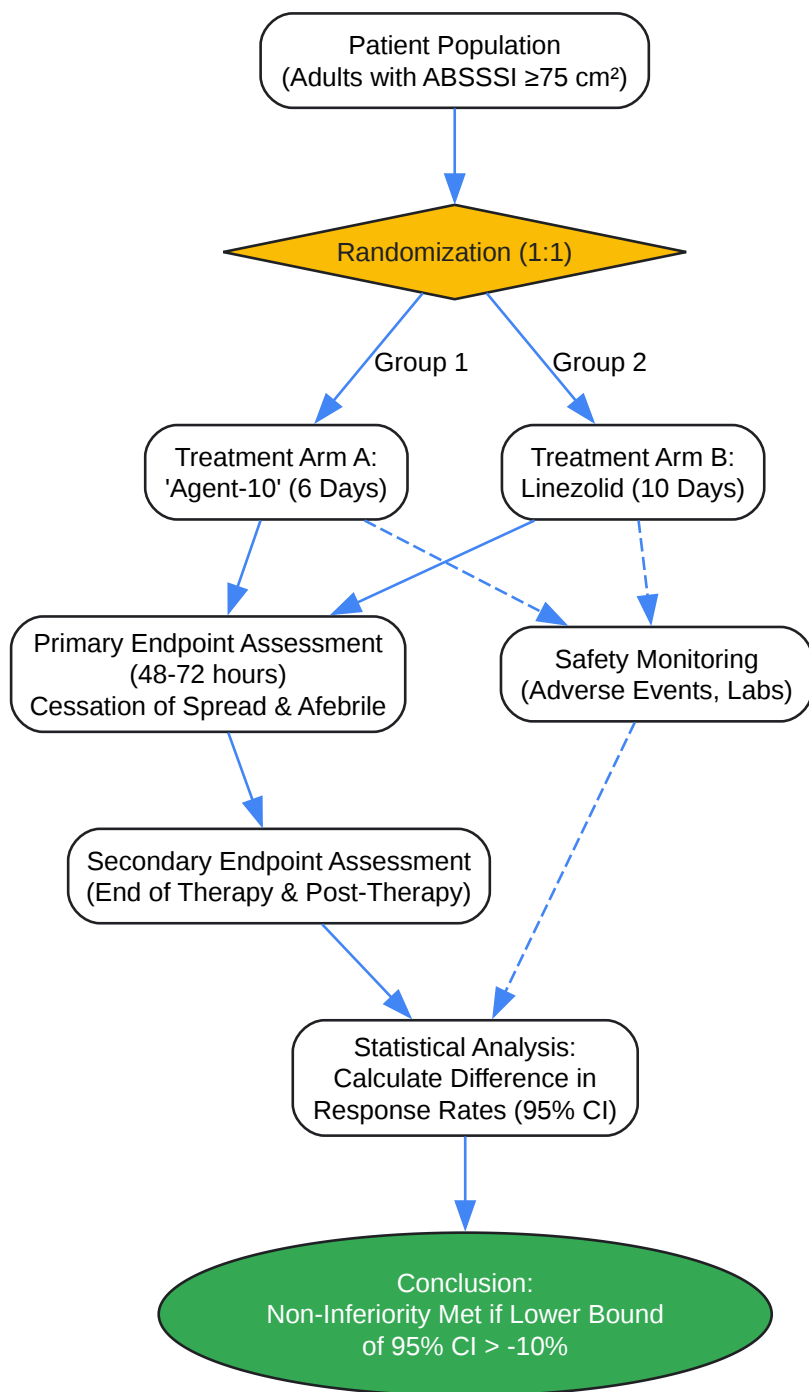 Patient Population
(Adults with ABSSSI ≥75 cm²)
Randomization (1:1)
Group 1
Group 2
Treatment Arm A:
'Agent-10' (6 Days)
Treatment Arm B:
Linezolid (10 Days)
Primary Endpoint Assessment
(48-72 hours)
Cessation of Spread & Afebrile
Safety Monitoring
(Adverse Events, Labs)
Secondary Endpoint Assessment
(End of Therapy & Post-Therapy)
Statistical Analysis:
Calculate Difference in
Response Rates (95% CI)
Conclusion:
Non-Inferiority Met if Lower Bound
of 95% CI > -10%